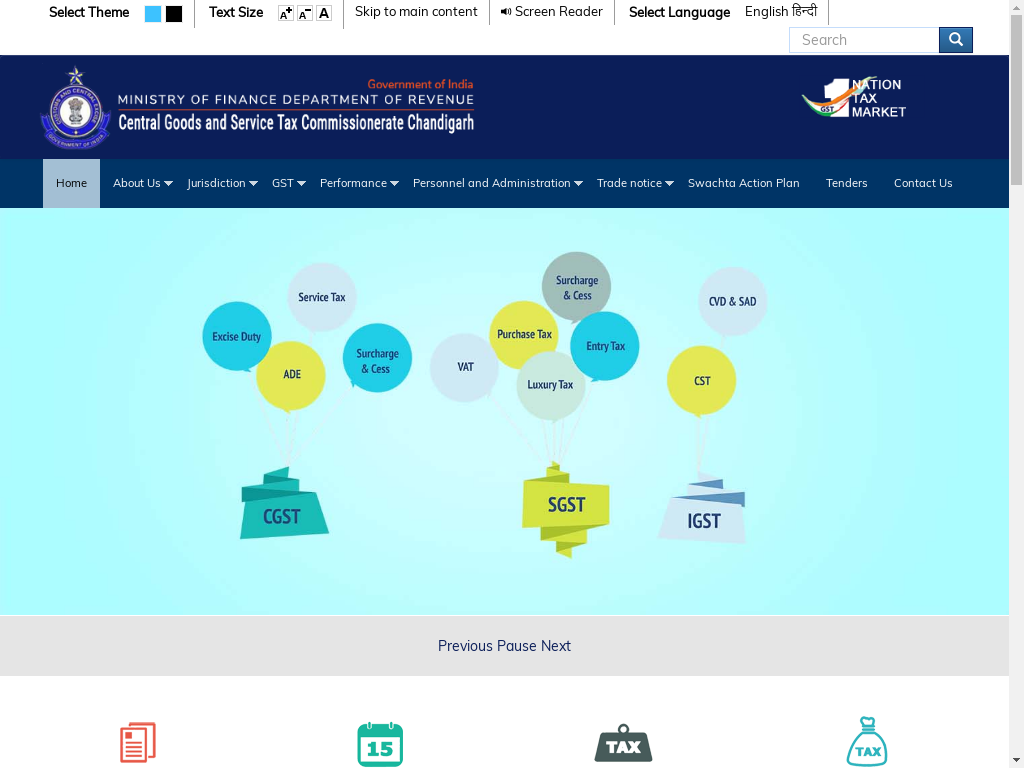 Select Theme Text Size A+ A- A Skip to main content Screen Reader Select Language English हिन्दी
Search
Government of India
MINISTRY OF FINANCE DEPARTMENT OF REVENUE
Central Goods and Service Tax Commissionerate Chandigarh
NATION
TAX
MARKET
GST
Home About Us Jurisdiction GST Performance Personnel and Administration Trade notice Swachta Action Plan Tenders Contact Us
Surcharge
& Cess
Service Tax
CVD & SAD
Excise Duty
Purchase Tax
Entry Tax
Surcharge
& Cess
VAT
ADE
Luxury Tax
CST
CGST
SGST
IGST
Previous Pause Next
15
TAX
TAX